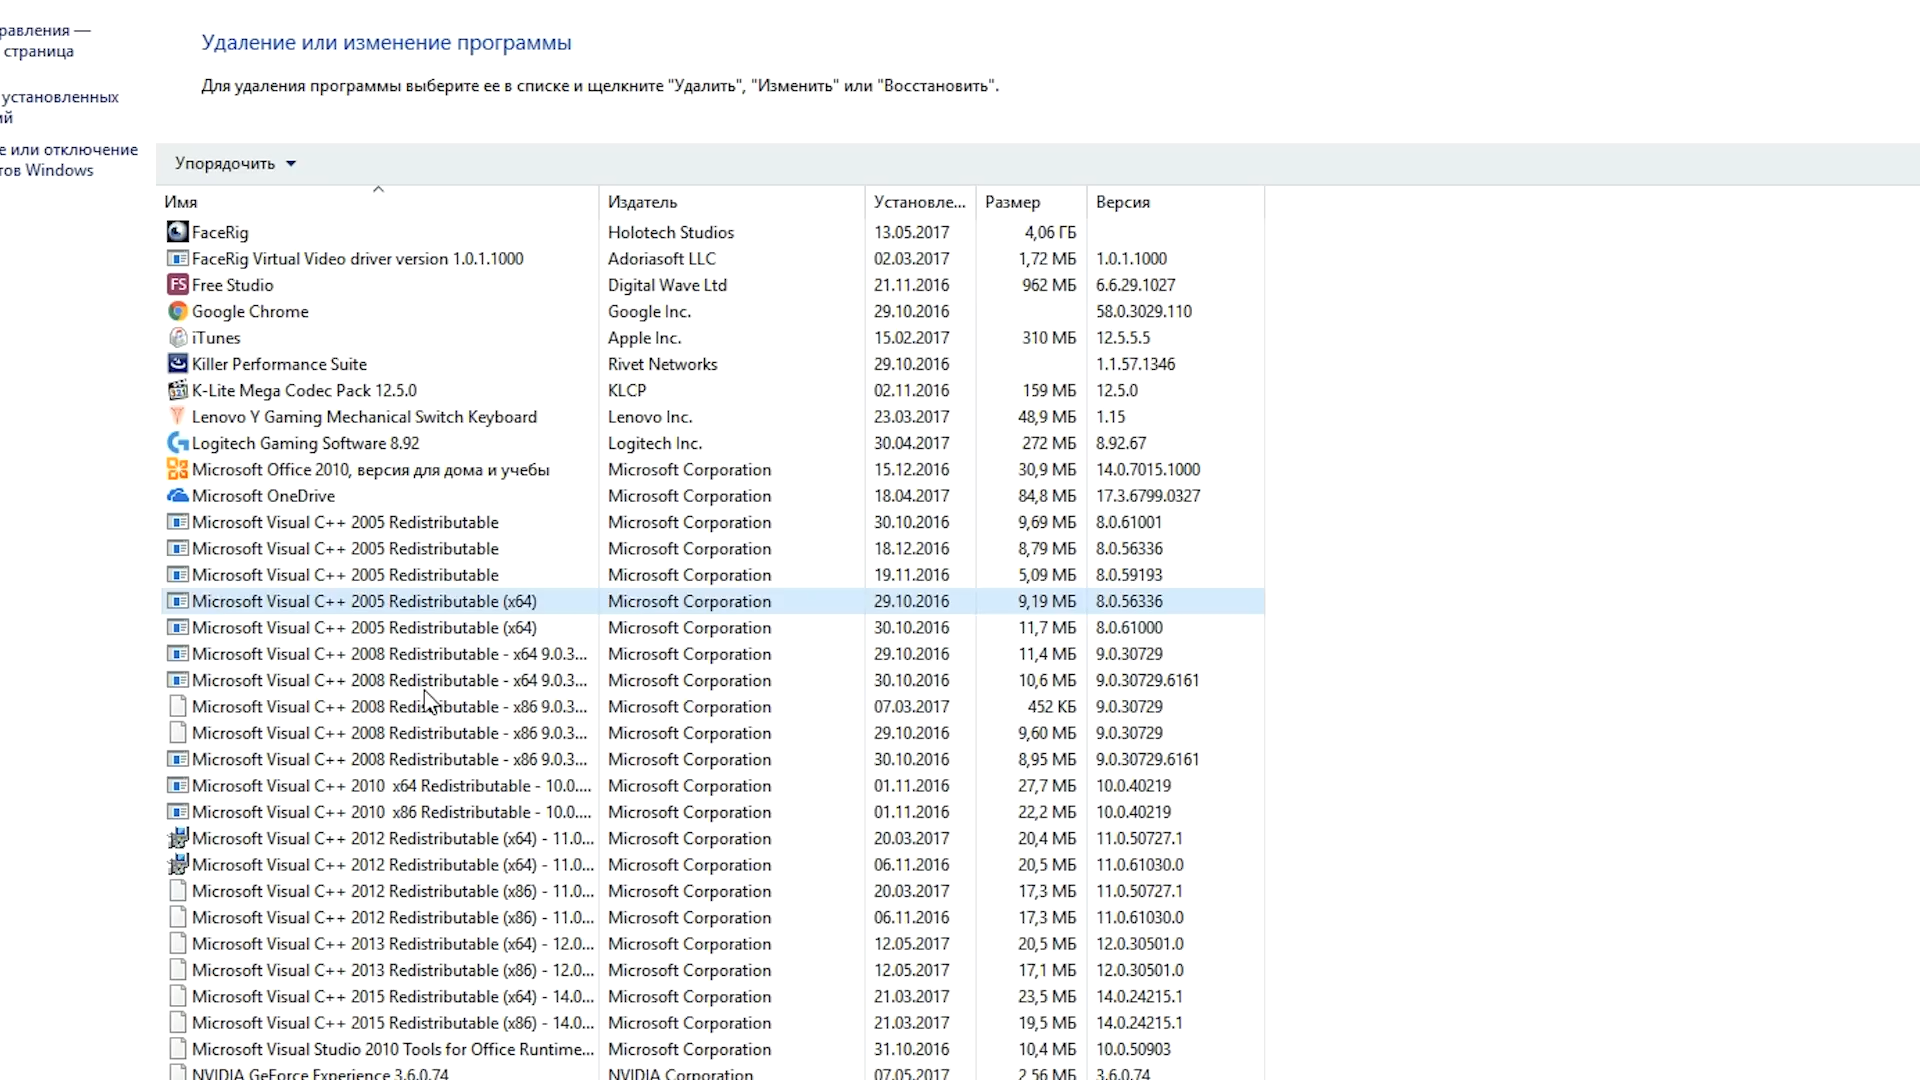 равления —
страница
установленных
ий
е или отключение
тов Windows
Удаление или изменение программы
Для удаления программы выберите ее в списке и щелкните "Удалить", "Изменить" или "Восстановить".
Упорядочить
Имя Издатель Установле... Размер Версия
FaceRig Holotech Studios 13.05.2017 4,06 ГБ
FaceRig Virtual Video driver version 1.0.1.1000 Adoriasoft LLC 02.03.2017 1,72 МБ 1.0.1.1000
FS Free Studio Digital Wave Ltd 21.11.2016 962 МБ 6.6.29.1027
Google Chrome Google Inc. 29.10.2016 58.0.3029.110
iTunes Apple Inc. 15.02.2017 310 МБ 12.5.5.5
Killer Performance Suite Rivet Networks 29.10.2016 1.1.57.1346
K-Lite Mega Codec Pack 12.5.0 KLCP 02.11.2016 159 МБ 12.5.0
Lenovo Y Gaming Mechanical Switch Keyboard Lenovo Inc. 23.03.2017 48,9 МБ 1.15
Logitech Gaming Software 8.92 Logitech Inc. 30.04.2017 272 МБ 8.92.67
Microsoft Office 2010, версия для дома и учебы Microsoft Corporation 15.12.2016 30,9 МБ 14.0.7015.1000
Microsoft OneDrive Microsoft Corporation 18.04.2017 84,8 МБ 17.3.6799.0327
Microsoft Visual C++ 2005 Redistributable Microsoft Corporation 30.10.2016 9,69 МБ 8.0.61001
Microsoft Visual C++ 2005 Redistributable Microsoft Corporation 18.12.2016 8,79 МБ 8.0.56336
Microsoft Visual C++ 2005 Redistributable Microsoft Corporation 19.11.2016 5,09 МБ 8.0.59193
Microsoft Visual C++ 2005 Redistributable (x64) Microsoft Corporation 29.10.2016 9,19 МБ 8.0.56336
Microsoft Visual C++ 2005 Redistributable (x64) Microsoft Corporation 30.10.2016 11,7 МБ 8.0.61000
Microsoft Visual C++ 2008 Redistributable - x64 9.0.3... Microsoft Corporation 29.10.2016 11,4 МБ 9.0.30729
Microsoft Visual C++ 2008 Redistributable - x64 9.0.3... Microsoft Corporation 30.10.2016 10,6 МБ 9.0.30729.6161
Microsoft Visual C++ 2008 Redistributable - x86 9.0.3... Microsoft Corporation 07.03.2017 452 КБ 9.0.30729
Microsoft Visual C++ 2008 Redistributable - x86 9.0.3... Microsoft Corporation 29.10.2016 9,60 МБ 9.0.30729
Microsoft Visual C++ 2008 Redistributable - x86 9.0.3... Microsoft Corporation 30.10.2016 8,95 МБ 9.0.30729.6161
Microsoft Visual C++ 2010 x64 Redistributable - 10.0.... Microsoft Corporation 01.11.2016 27,7 МБ 10.0.40219
Microsoft Visual C++ 2010 x86 Redistributable - 10.0.... Microsoft Corporation 01.11.2016 22,2 МБ 10.0.40219
Microsoft Visual C++ 2012 Redistributable (x64) - 11.0... Microsoft Corporation 20.03.2017 20,4 МБ 11.0.50727.1
Microsoft Visual C++ 2012 Redistributable (x64) - 11.0... Microsoft Corporation 06.11.2016 20,5 МБ 11.0.61030.0
Microsoft Visual C++ 2012 Redistributable (x86) - 11.0... Microsoft Corporation 20.03.2017 17,3 МБ 11.0.50727.1
Microsoft Visual C++ 2012 Redistributable (x86) - 11.0... Microsoft Corporation 06.11.2016 17,3 МБ 11.0.61030.0
Microsoft Visual C++ 2013 Redistributable (x64) - 12.0... Microsoft Corporation 12.05.2017 20,5 МБ 12.0.30501.0
Microsoft Visual C++ 2013 Redistributable (x86) - 12.0... Microsoft Corporation 12.05.2017 17,1 МБ 12.0.30501.0
Microsoft Visual C++ 2015 Redistributable (x64) - 14.0... Microsoft Corporation 21.03.2017 23,5 МБ 14.0.24215.1
Microsoft Visual C++ 2015 Redistributable (x86) - 14.0... Microsoft Corporation 21.03.2017 19,5 МБ 14.0.24215.1
Microsoft Visual Studio 2010 Tools for Office Runtime... Microsoft Corporation 31.10.2016 10,4 МБ 10.0.50903
NVIDIA GeForce Experience 3.6.0.74 NVIDIA Corporation 07.05.2017 2,56 МБ 3.6.0.74